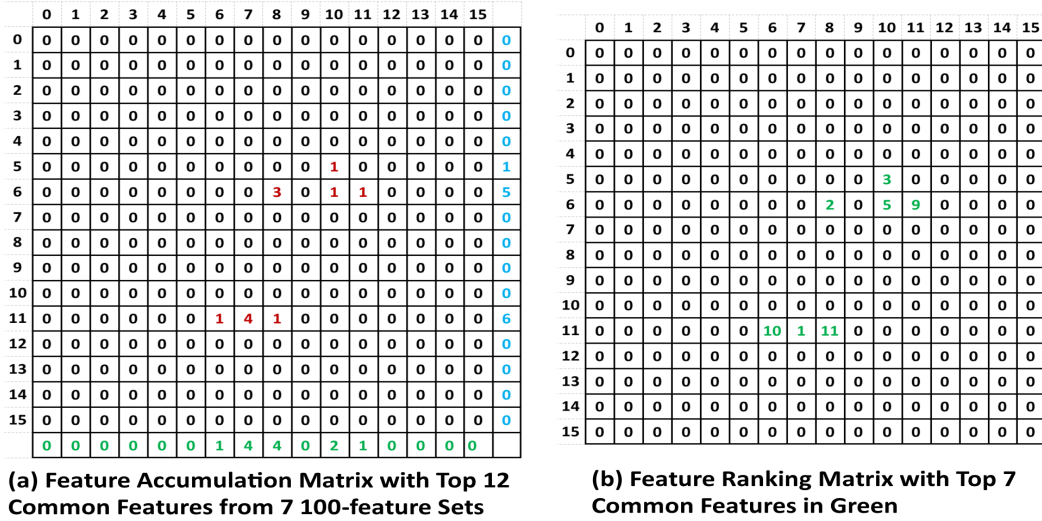 0 1 2 3 4 5 6 7 8 9 10 11 12 13 14 15
0 0 0 0 0 0 0 0 0 0 0 0 0 0 0 0 0 0
1 0 0 0 0 0 0 0 0 0 0 0 0 0 0 0 0 0
2 0 0 0 0 0 0 0 0 0 0 0 0 0 0 0 0 0
3 0 0 0 0 0 0 0 0 0 0 0 0 0 0 0 0 0
4 0 0 0 0 0 0 0 0 0 0 0 0 0 0 0 0 0
5 0 0 0 0 0 0 0 0 0 0 1 0 0 0 0 0 1
6 0 0 0 0 0 0 0 0 3 0 1 1 0 0 0 0 5
7 0 0 0 0 0 0 0 0 0 0 0 0 0 0 0 0 0
8 0 0 0 0 0 0 0 0 0 0 0 0 0 0 0 0 0
9 0 0 0 0 0 0 0 0 0 0 0 0 0 0 0 0 0
10 0 0 0 0 0 0 0 0 0 0 0 0 0 0 0 0 0
11 0 0 0 0 0 0 1 4 1 0 0 0 0 0 0 0 6
12 0 0 0 0 0 0 0 0 0 0 0 0 0 0 0 0 0
13 0 0 0 0 0 0 0 0 0 0 0 0 0 0 0 0 0
14 0 0 0 0 0 0 0 0 0 0 0 0 0 0 0 0 0
15 0 0 0 0 0 0 0 0 0 0 0 0 0 0 0 0 0
0 0 0 0 0 0 1 4 4 0 2 1 0 0 0 0
(a) Feature Accumulation Matrix with Top 12
Common Features from 7 100-feature Sets
0 1 2 3 4 5 6 7 8 9 10 11 12 13 14 15
0 0 0 0 0 0 0 0 0 0 0 0 0 0 0 0 0
1 0 0 0 0 0 0 0 0 0 0 0 0 0 0 0 0
2 0 0 0 0 0 0 0 0 0 0 0 0 0 0 0 0
3 0 0 0 0 0 0 0 0 0 0 0 0 0 0 0 0
4 0 0 0 0 0 0 0 0 0 0 0 0 0 0 0 0
5 0 0 0 0 0 0 0 0 0 0 3 0 0 0 0 0
6 0 0 0 0 0 0 0 0 2 0 5 9 0 0 0 0
7 0 0 0 0 0 0 0 0 0 0 0 0 0 0 0 0
8 0 0 0 0 0 0 0 0 0 0 0 0 0 0 0 0
9 0 0 0 0 0 0 0 0 0 0 0 0 0 0 0 0
10 0 0 0 0 0 0 0 0 0 0 0 0 0 0 0 0
11 0 0 0 0 0 0 10 1 11 0 0 0 0 0 0 0
12 0 0 0 0 0 0 0 0 0 0 0 0 0 0 0 0
13 0 0 0 0 0 0 0 0 0 0 0 0 0 0 0 0
14 0 0 0 0 0 0 0 0 0 0 0 0 0 0 0 0
15 0 0 0 0 0 0 0 0 0 0 0 0 0 0 0 0
(b) Feature Ranking Matrix with Top 7
Common Features in Green